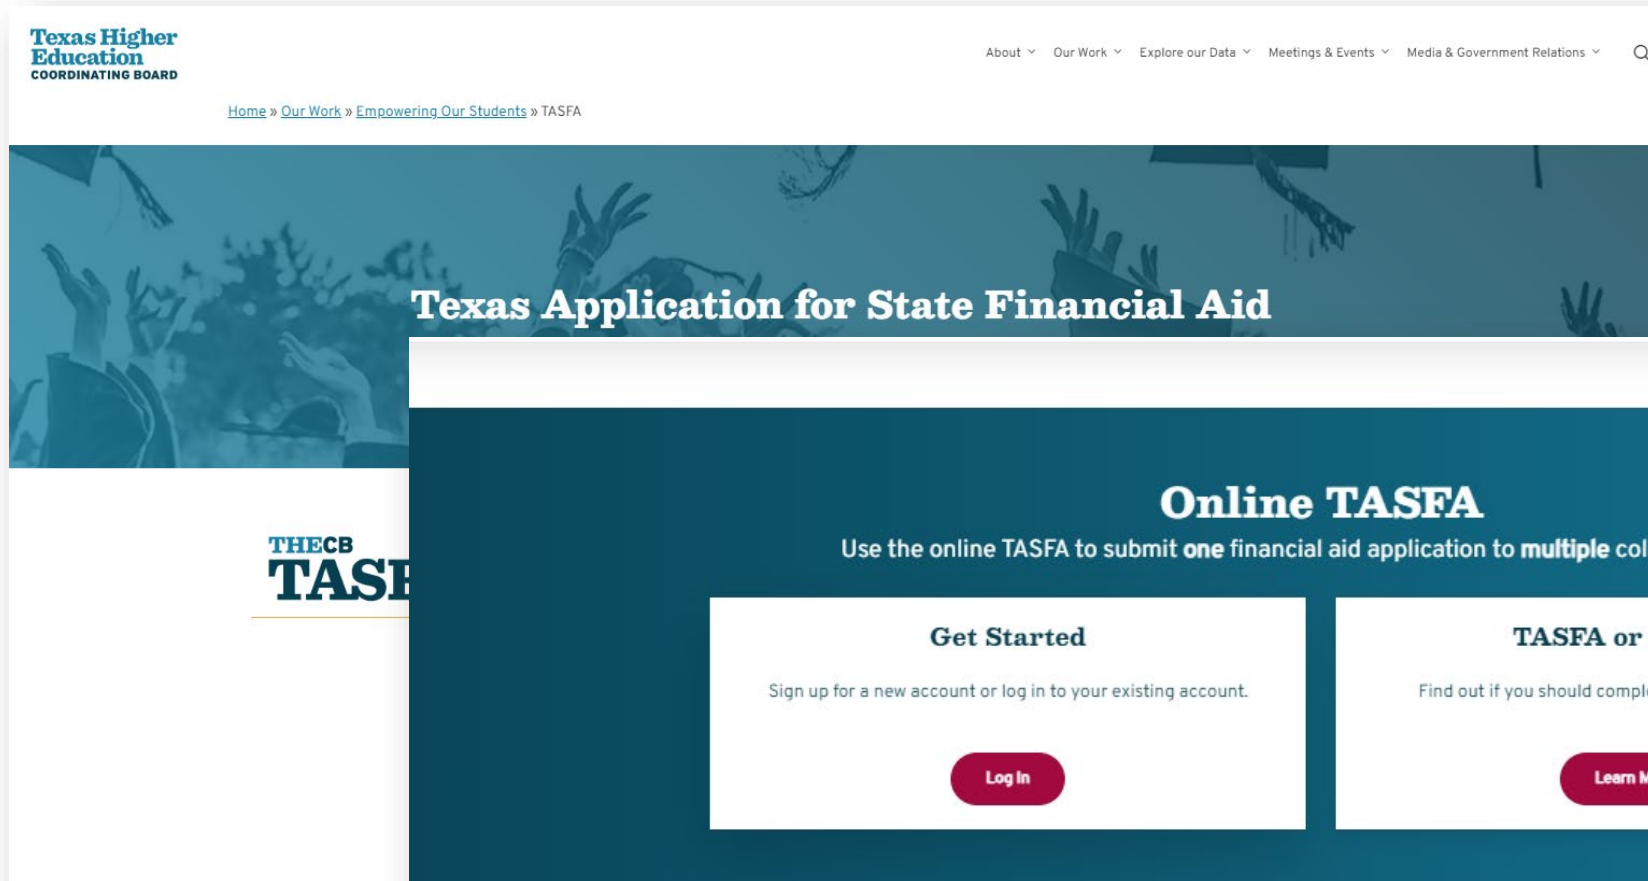 Texas Higher
Education
COORDINATING BOARD
About Our Work Explore our Data Meetings & Events Media & Government Relations
Home » Our Work » Empowering Our Students » TASFA
Texas Application for State Financial Aid
THECB
Online TASFA
Use the online TASFA to submit one financial aid application to multiple
Get Started
Sign up for a new account or log in to your existing account.
Log In
TASFA or
Find out if you should
Learn